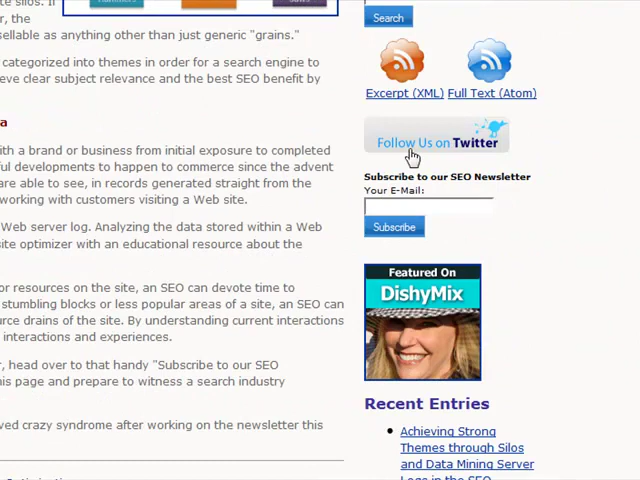 te silos. If
r, the
sellable as anything other than just generic "grains."
categorized into themes in order for a search engine to
eve clear subject relevance and the best SEO benefit by
a
vith a brand or business from initial exposure to completed
ful developments to happen to commerce since the advent
are able to see, in records generated straight from the
working with customers visiting a Web site.
Web server log. Analyzing the data stored within a Web
site optimizer with an educational resource about the
or resources on the site, an SEO can devote time to
stumbling blocks or less popular areas of a site, an SEO can
urce drains of the site. By understanding current interactions
interactions and experiences.
r, head over to that handy "Subscribe to our SEO
his page and prepare to witness a search industry
ved crazy syndrome after working on the newsletter this
Search
Excerpt (XML) Full Text (Atom)
Follow Us on Twitter
Subscribe to our SEO Newsletter
Your E-Mail:
Subscribe
Featured On
DishyMix
Recent Entries
Achieving Strong
Themes through Silos
and Data Mining Server
Logs in the SEO